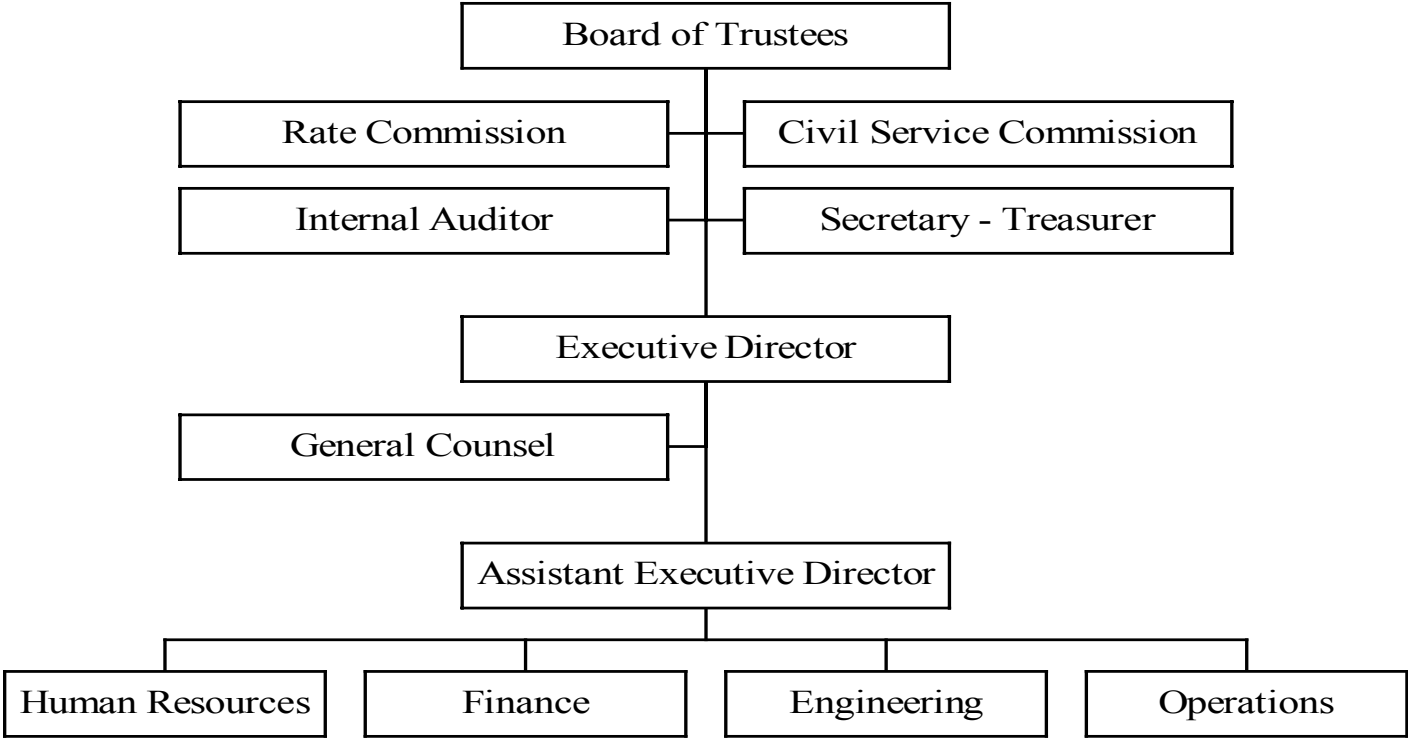 Board of Trustees
Rate Commission
Civil Service Commission
Internal Auditor
Secretary - Treasurer
Executive Director
General Counsel
Assistant Executive Director
Human Resources
Finance
Engineering
Operations